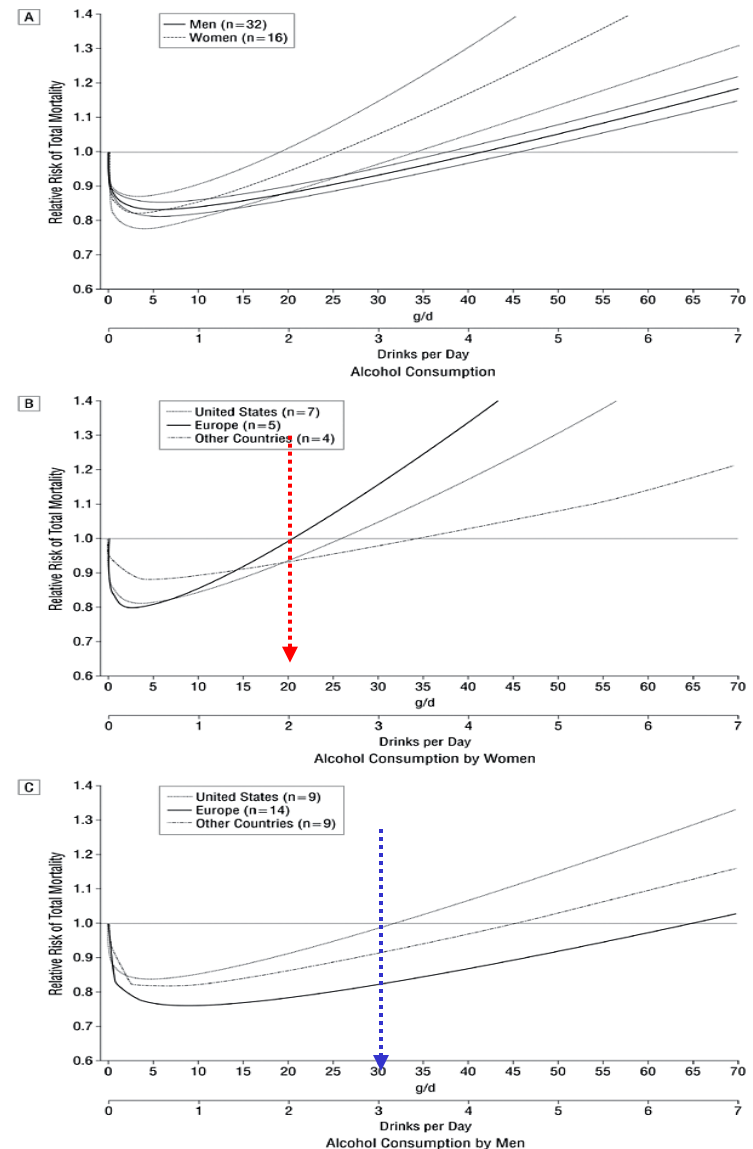 A
Men (n=32)
Women (n=16)
Relative Risk of Total Mortality
1.4
1.3
1.2
1.1
1.0
0.9
0.8
0.7
0.6
0 5 10 15 20 25 30 35 40 45 50 55 60 65 70
g/d
0 1 2 3 4 5 6 7
Drinks per Day
Alcohol Consumption
B
United States (n=7)
Europe (n=5)
Other Countries (n=4)
Relative Risk of Total Mortality
1.4
1.3
1.2
1.1
1.0
0.9
0.8
0.7
0.6
0 5 10 15 20 25 30 35 40 45 50 55 60 65 70
g/d
0 1 2 3 4 5 6 7
Drinks per Day
Alcohol Consumption by Women
C
United States (n=9)
Europe (n=14)
Other Countries (n=9)
Relative Risk of Total Mortality
1.4
1.3
1.2
1.1
1.0
0.9
0.8
0.7
0.6
0 5 10 15 20 25 30 35 40 45 50 55 60 65 70
g/d
0 1 2 3 4 5 6 7
Drinks per Day
Alcohol Consumption by Men